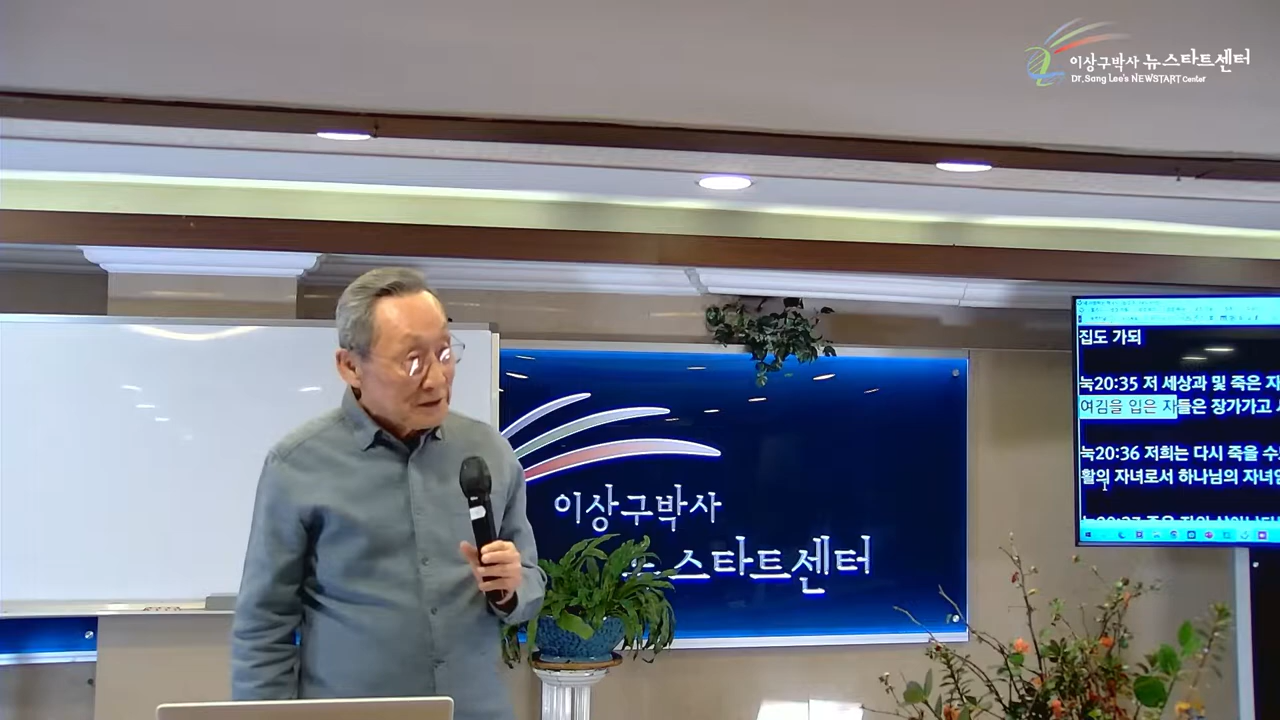 이상구박사 뉴스타트센터
Dr. Sang Lee's NEWSTART Center
집도 가되
눅20:35 저 세상과 및 죽은 자
여김을 입은 자들은 장가가고
눅20:36 저희는 다시 죽을 수
활의 자녀로서 하나님의 자녀
이상구박사
뉴스타트센터